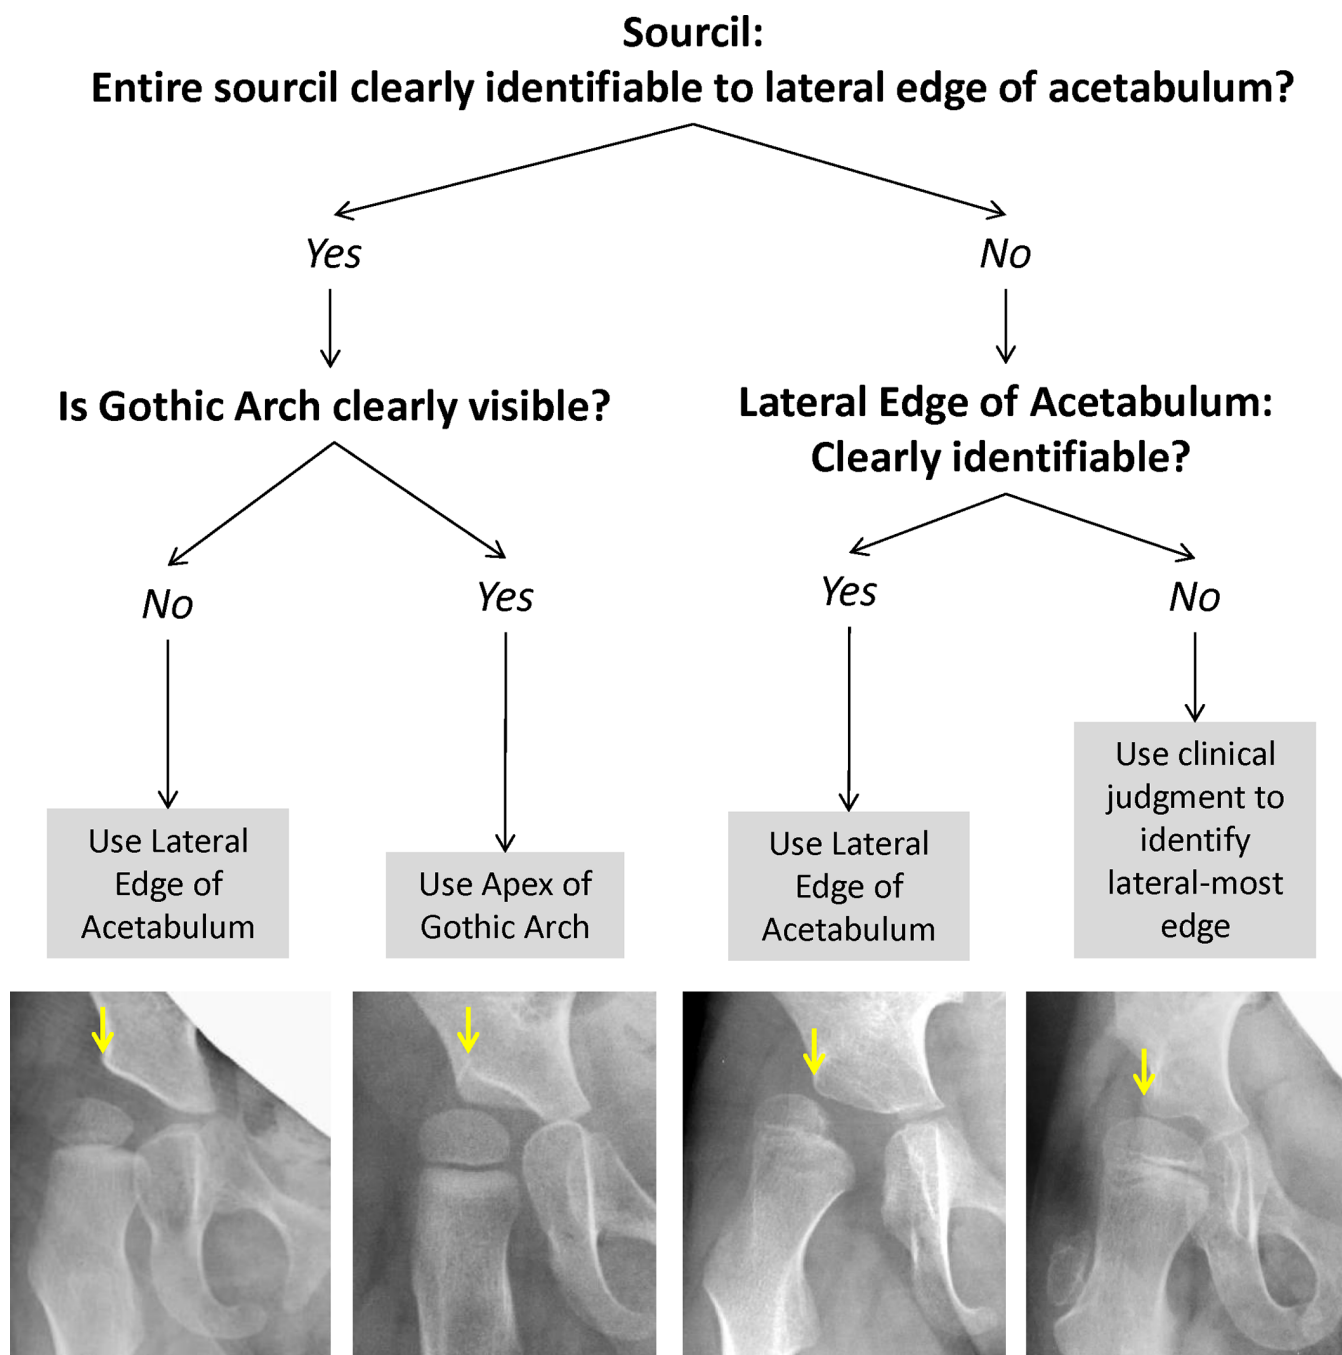 Sourcil:
Entire sourcil clearly identifiable to lateral edge of acetabulum?
Yes
No
Is Gothic Arch clearly visible?
Lateral Edge of Acetabulum:
Clearly identifiable?
No
Yes
Yes
No
Use Lateral
Edge of
Acetabulum
Use Apex of
Gothic Arch
Use Lateral
Edge of
Acetabulum
Use clinical
judgment to
identify
lateral-most
edge